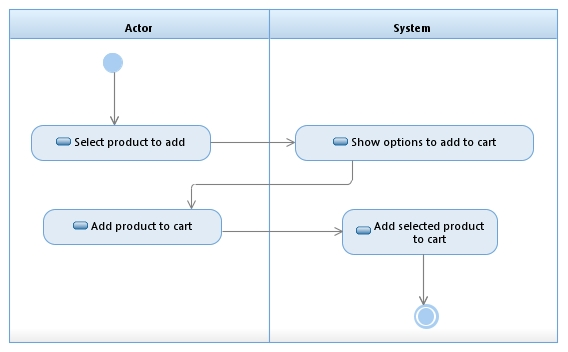 Actor
System
Select product to add
Show options to add to cart
Add product to cart
Add selected product
to cart